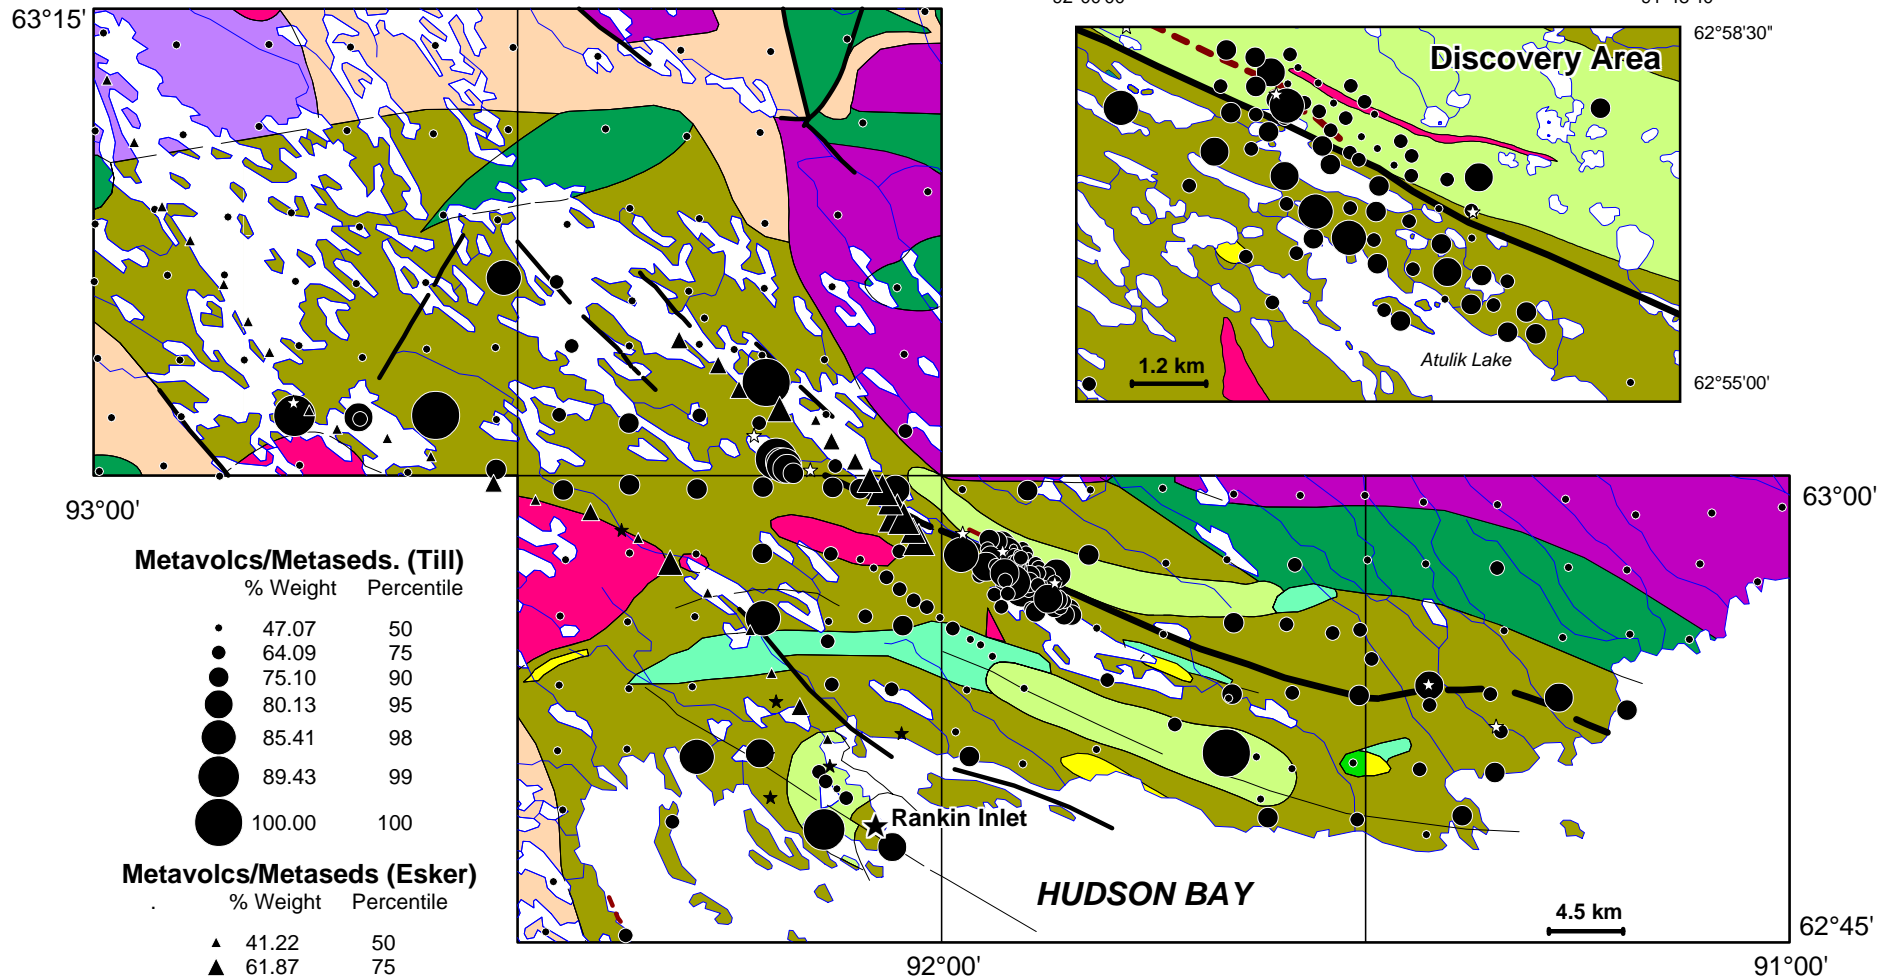 63°15'
Discovery Area
62°58'30"
1.2 km
Atulik Lake
62°55'00'
93°00'
63°00'
Metavolcs/Metaseds. (Till)
% Weight Percentile
47.07 50
64.09 75
75.10 90
80.13 95
85.41 98
89.43 99
100.00 100
Rankin Inlet
Metavolcs/Metaseds (Esker)
. % Weight Percentile
41.22 50
61.87 75
HUDSON BAY
4.5 km
62°45'
92°00'
91°00'